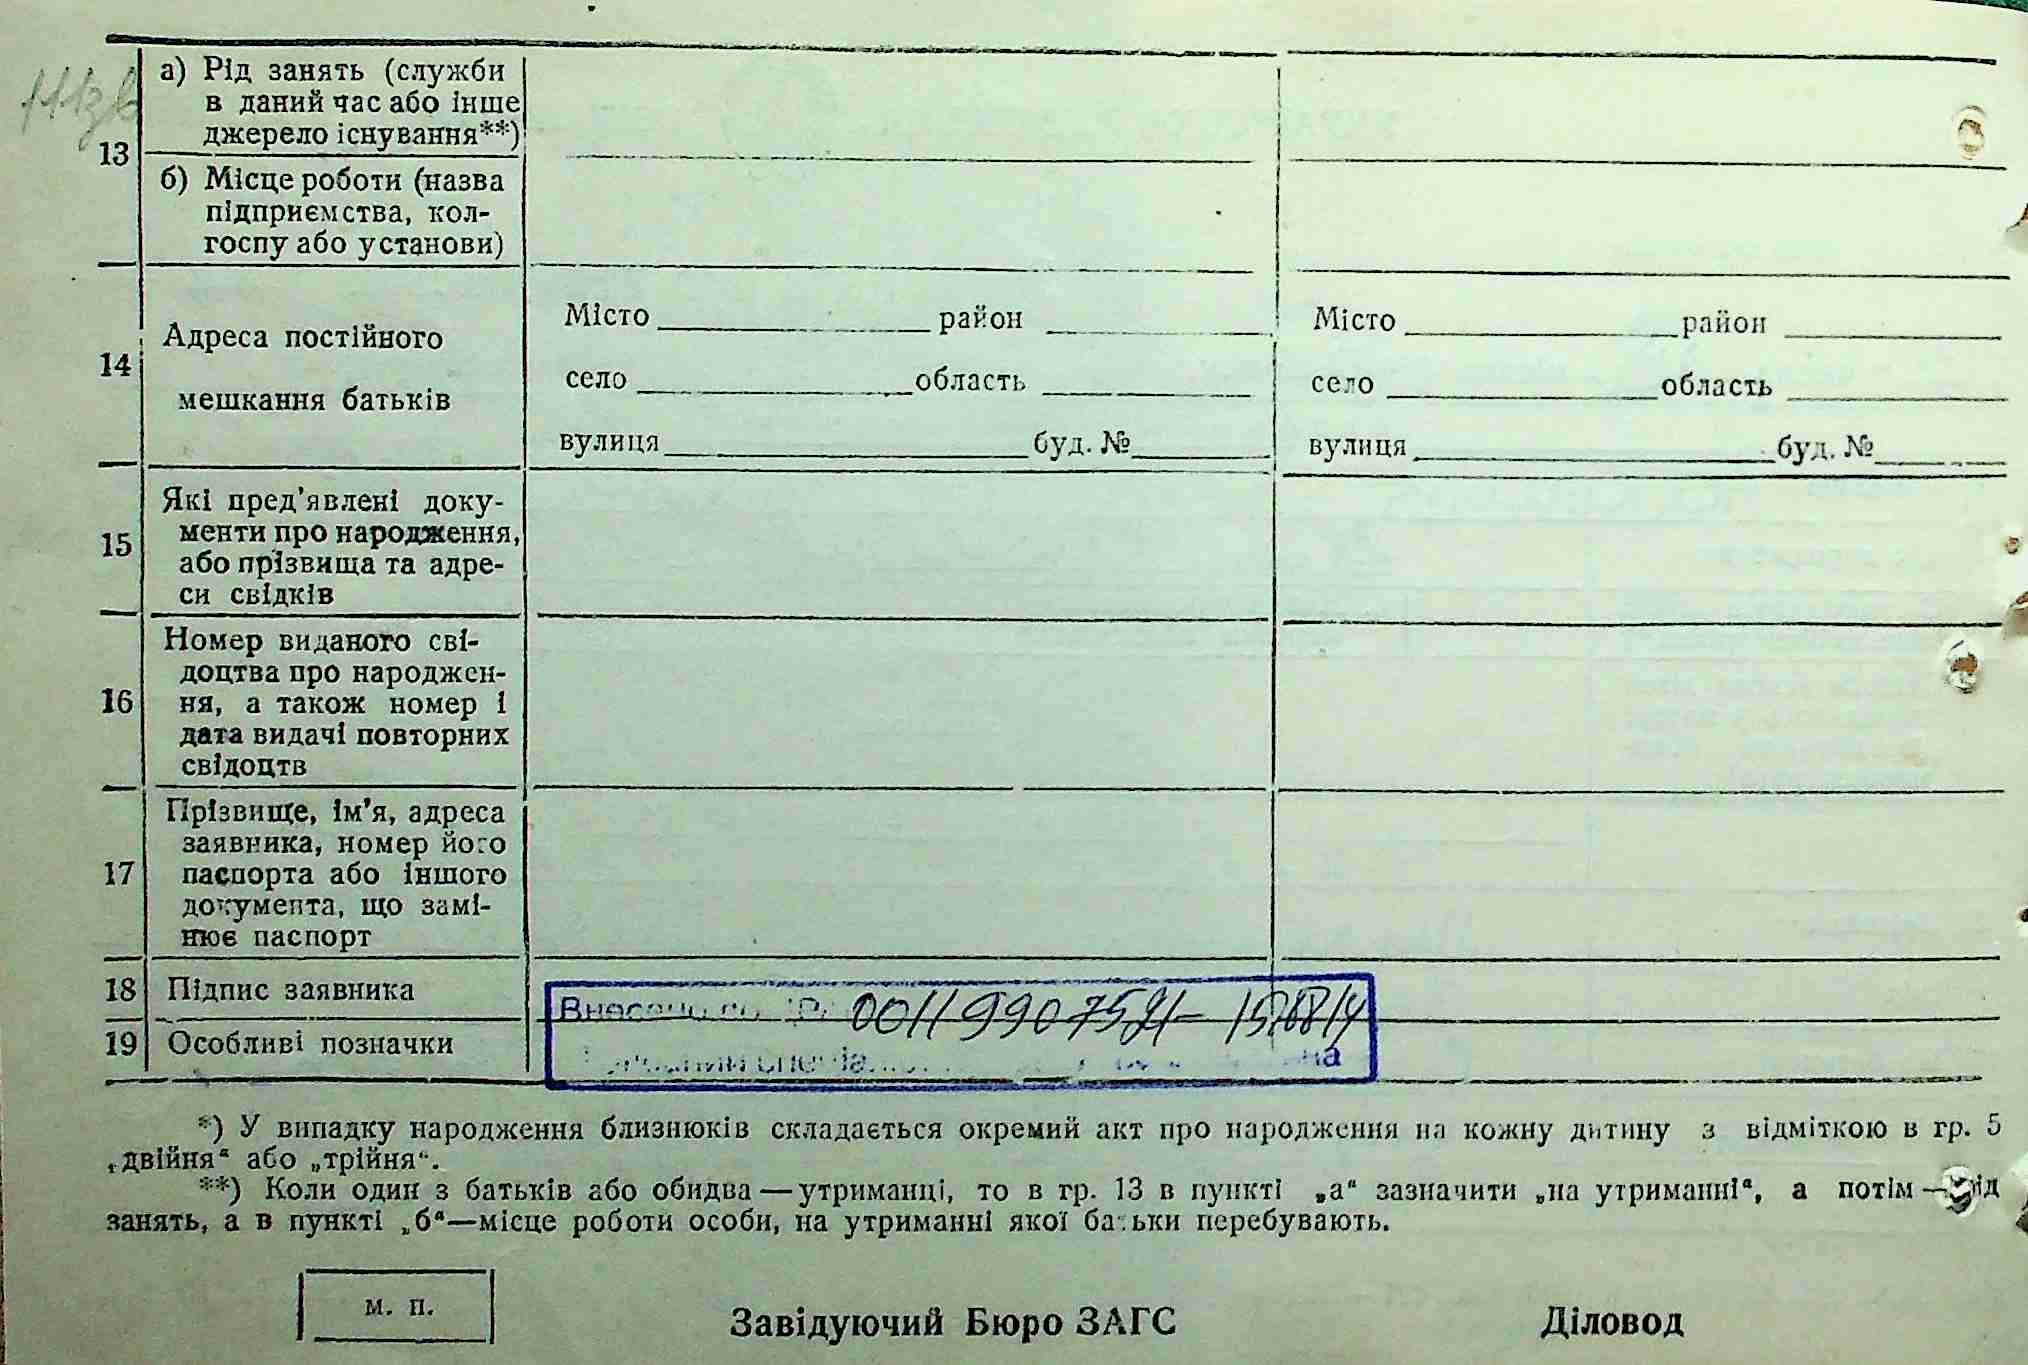 13
а) Рід занять (служби
в даний час або інше
джерело існування**)
б) Місце роботи (назва
підприємства, кол-
госпу або установи)
14
Адреса постійного
мешкання батьків
Місто район
село область
вулиця буд. №
Місто район
село область
вулиця буд. №
15
Які пред'явлені доку-
менти про народження,
або прізвища та адре-
си свідків
16
Номер виданого сві-
доцтва про народжен-
ня, а також номер і
дата видачі повторних
свідоцтв
17
Прізвище, ім'я, адреса
заявника, номер його
паспорта або іншого
документа, що замі-
нює паспорт
18 Підпис заявника
Внесено до
19 Особливі позначки
*) У випадку народження близнюків складається окремий акт про народження на кожну дитину з відміткою в гр. 5
„двійня“ або „трійня“.
**) Коли один з батьків або обидва—утриманці, то в гр. 13 в пункті „а“ зазначити „на утриманні“, а потім — рід
занять, а в пункті „б“—місце роботи особи, на утриманні якої батьки перебувають.
м. п.
Завідуючий Бюро ЗАГС
Діловод